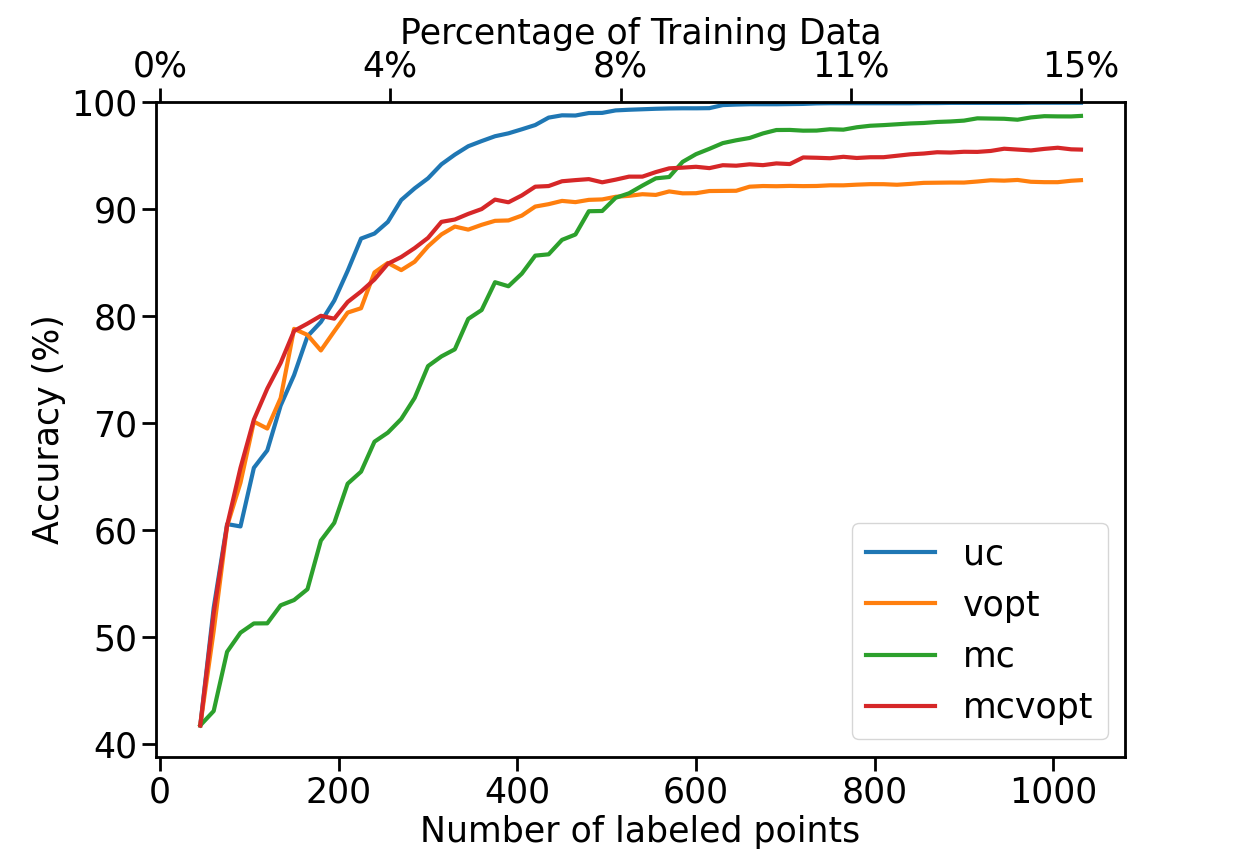 Percentage of Training Data
0% 4% 8% 11% 15%
100
90
80
70
60
50
40
Accuracy (%)
uc
vopt
mc
mcvopt
0 200 400 600 800 1000
Number of labeled points